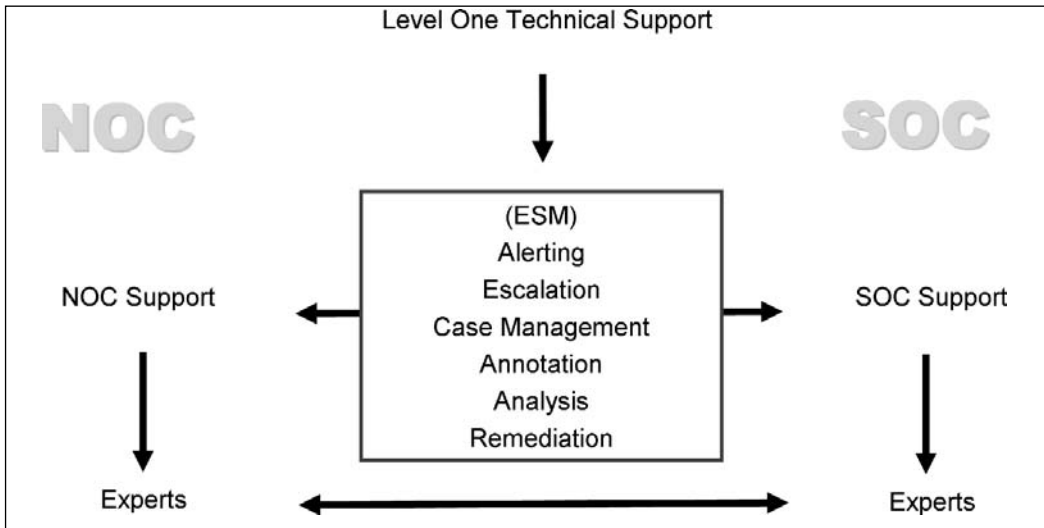 Level One Technical Support
NOC
SOC
(ESM)
Alerting
Escalation
Case Management
Annotation
Analysis
Remediation
NOC Support
SOC Support
Experts
Experts